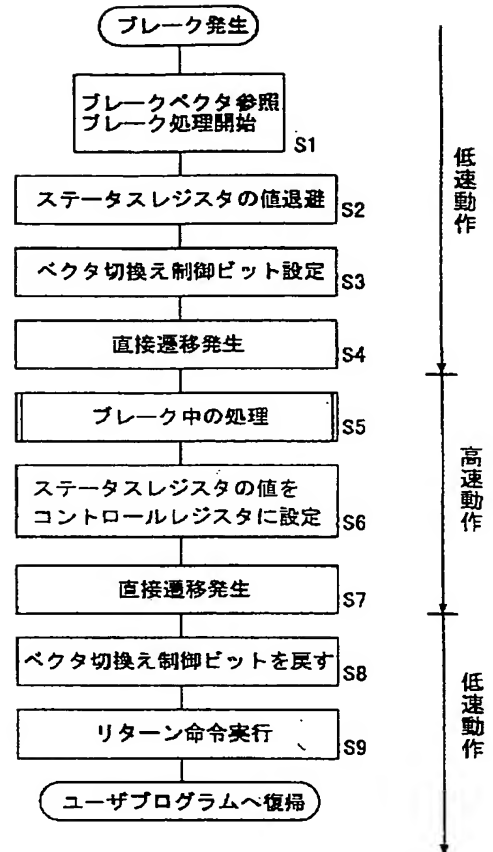 ブレーク発生
ブレークベクタ参照
ブレーク処理開始
S1
ステータスレジスタの値退避
S2
ベクタ切換え制御ビット設定
S3
直接遷移発生
S4
低速動作
ブレーク中の処理
S5
ステータスレジスタの値を
コントロールレジスタに設定
S6
直接遷移発生
S7
高速動作
ベクタ切換え制御ビットを戻す
S8
リターン命令実行
S9
ユーザプログラムへ復帰
低速動作